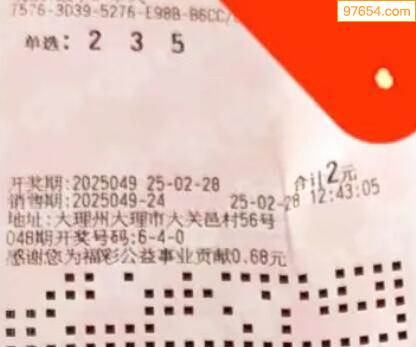 97654.com
7576-3039-5276-E98B-B6CC/
单选: 2 3 5
合计2元
开奖期:2025049 25-02-28
销售期:2025049-24 25-02-28 12:43:05
地址:大理州大理市大关邑村56号
048期开奖号码:6-4-0
感谢您为福彩公益事业贡献0.68元